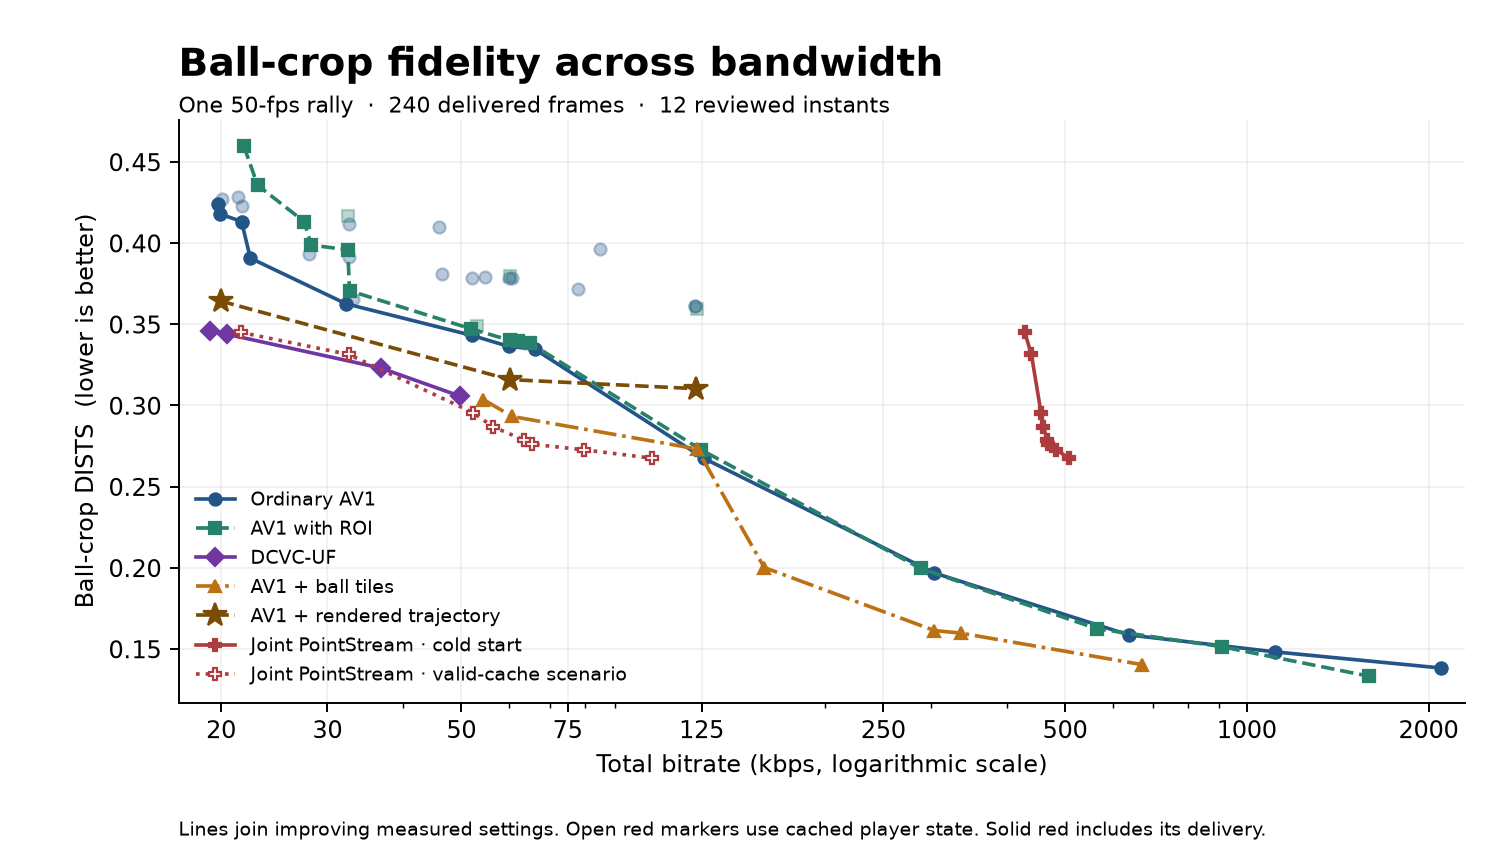 Ball-crop fidelity across bandwidth
One 50-fps rally · 240 delivered frames · 12 reviewed instants
Ball-crop DISTS (lower is better)
0.45
0.40
0.35
0.30
0.25
0.20
0.15
Ordinary AV1
AV1 with ROI
DCVC-UF
AV1 + ball tiles
AV1 + rendered trajectory
Joint PointStream · cold start
Joint PointStream · valid-cache scenario
20 30 50 75 125 250 500 1000 2000
Total bitrate (kbps, logarithmic scale)
Lines join improving measured settings. Open red markers use cached player state. Solid red includes its delivery.